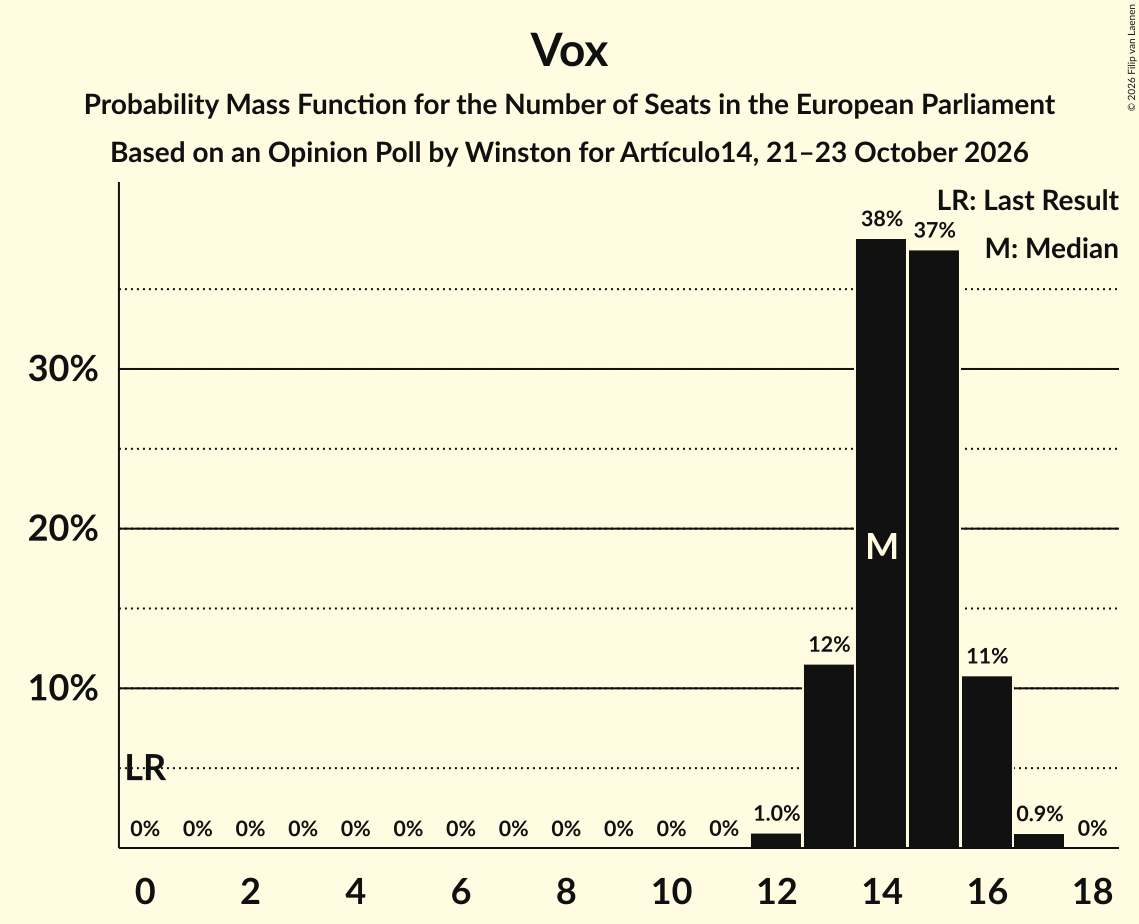 Vox
Probability Mass Function for the Number of Seats in the European Parliament
Based on an Opinion Poll by Winston for Artículo14, 21–23 October 2026
© 2026 Filip van Laenen
LR: Last Result
M: Median
38%
37%
30%
20%
M
12%
11%
10%
LR
0% 0% 0% 0% 0% 0% 0% 0% 0% 0% 0% 0% 1.0% 0.9% 0%
0 2 4 6 8 10 12 14 16 18